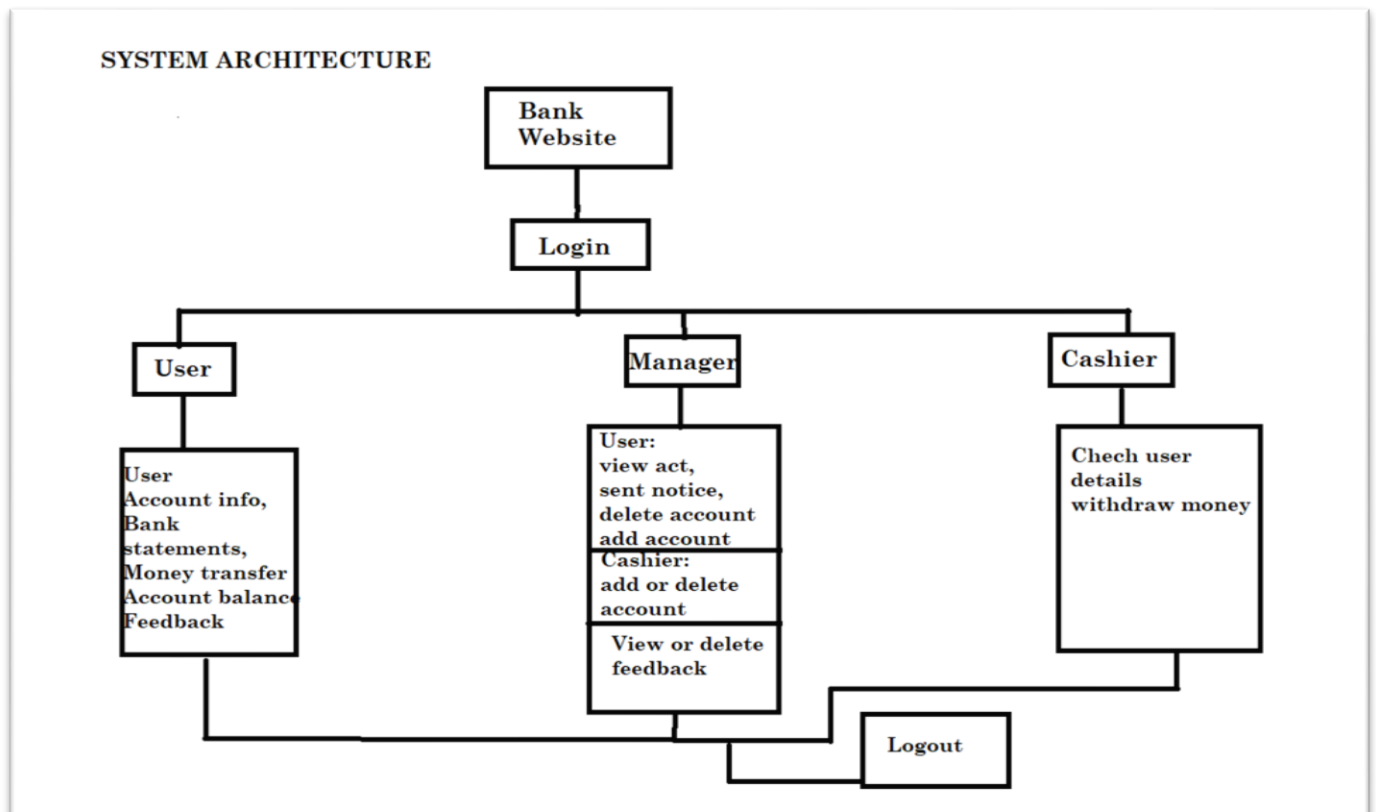 SYSTEM ARCHITECTURE
Bank
Website
Login
User
Manager
Cashier
User
Account info,
Bank
statements,
Money transfer
Account balance
Feedback
User:
view act,
sent notice,
delete account
add account
Cashier:
add or delete
account
View or delete
feedback
Chech user
details
withdraw money
Logout